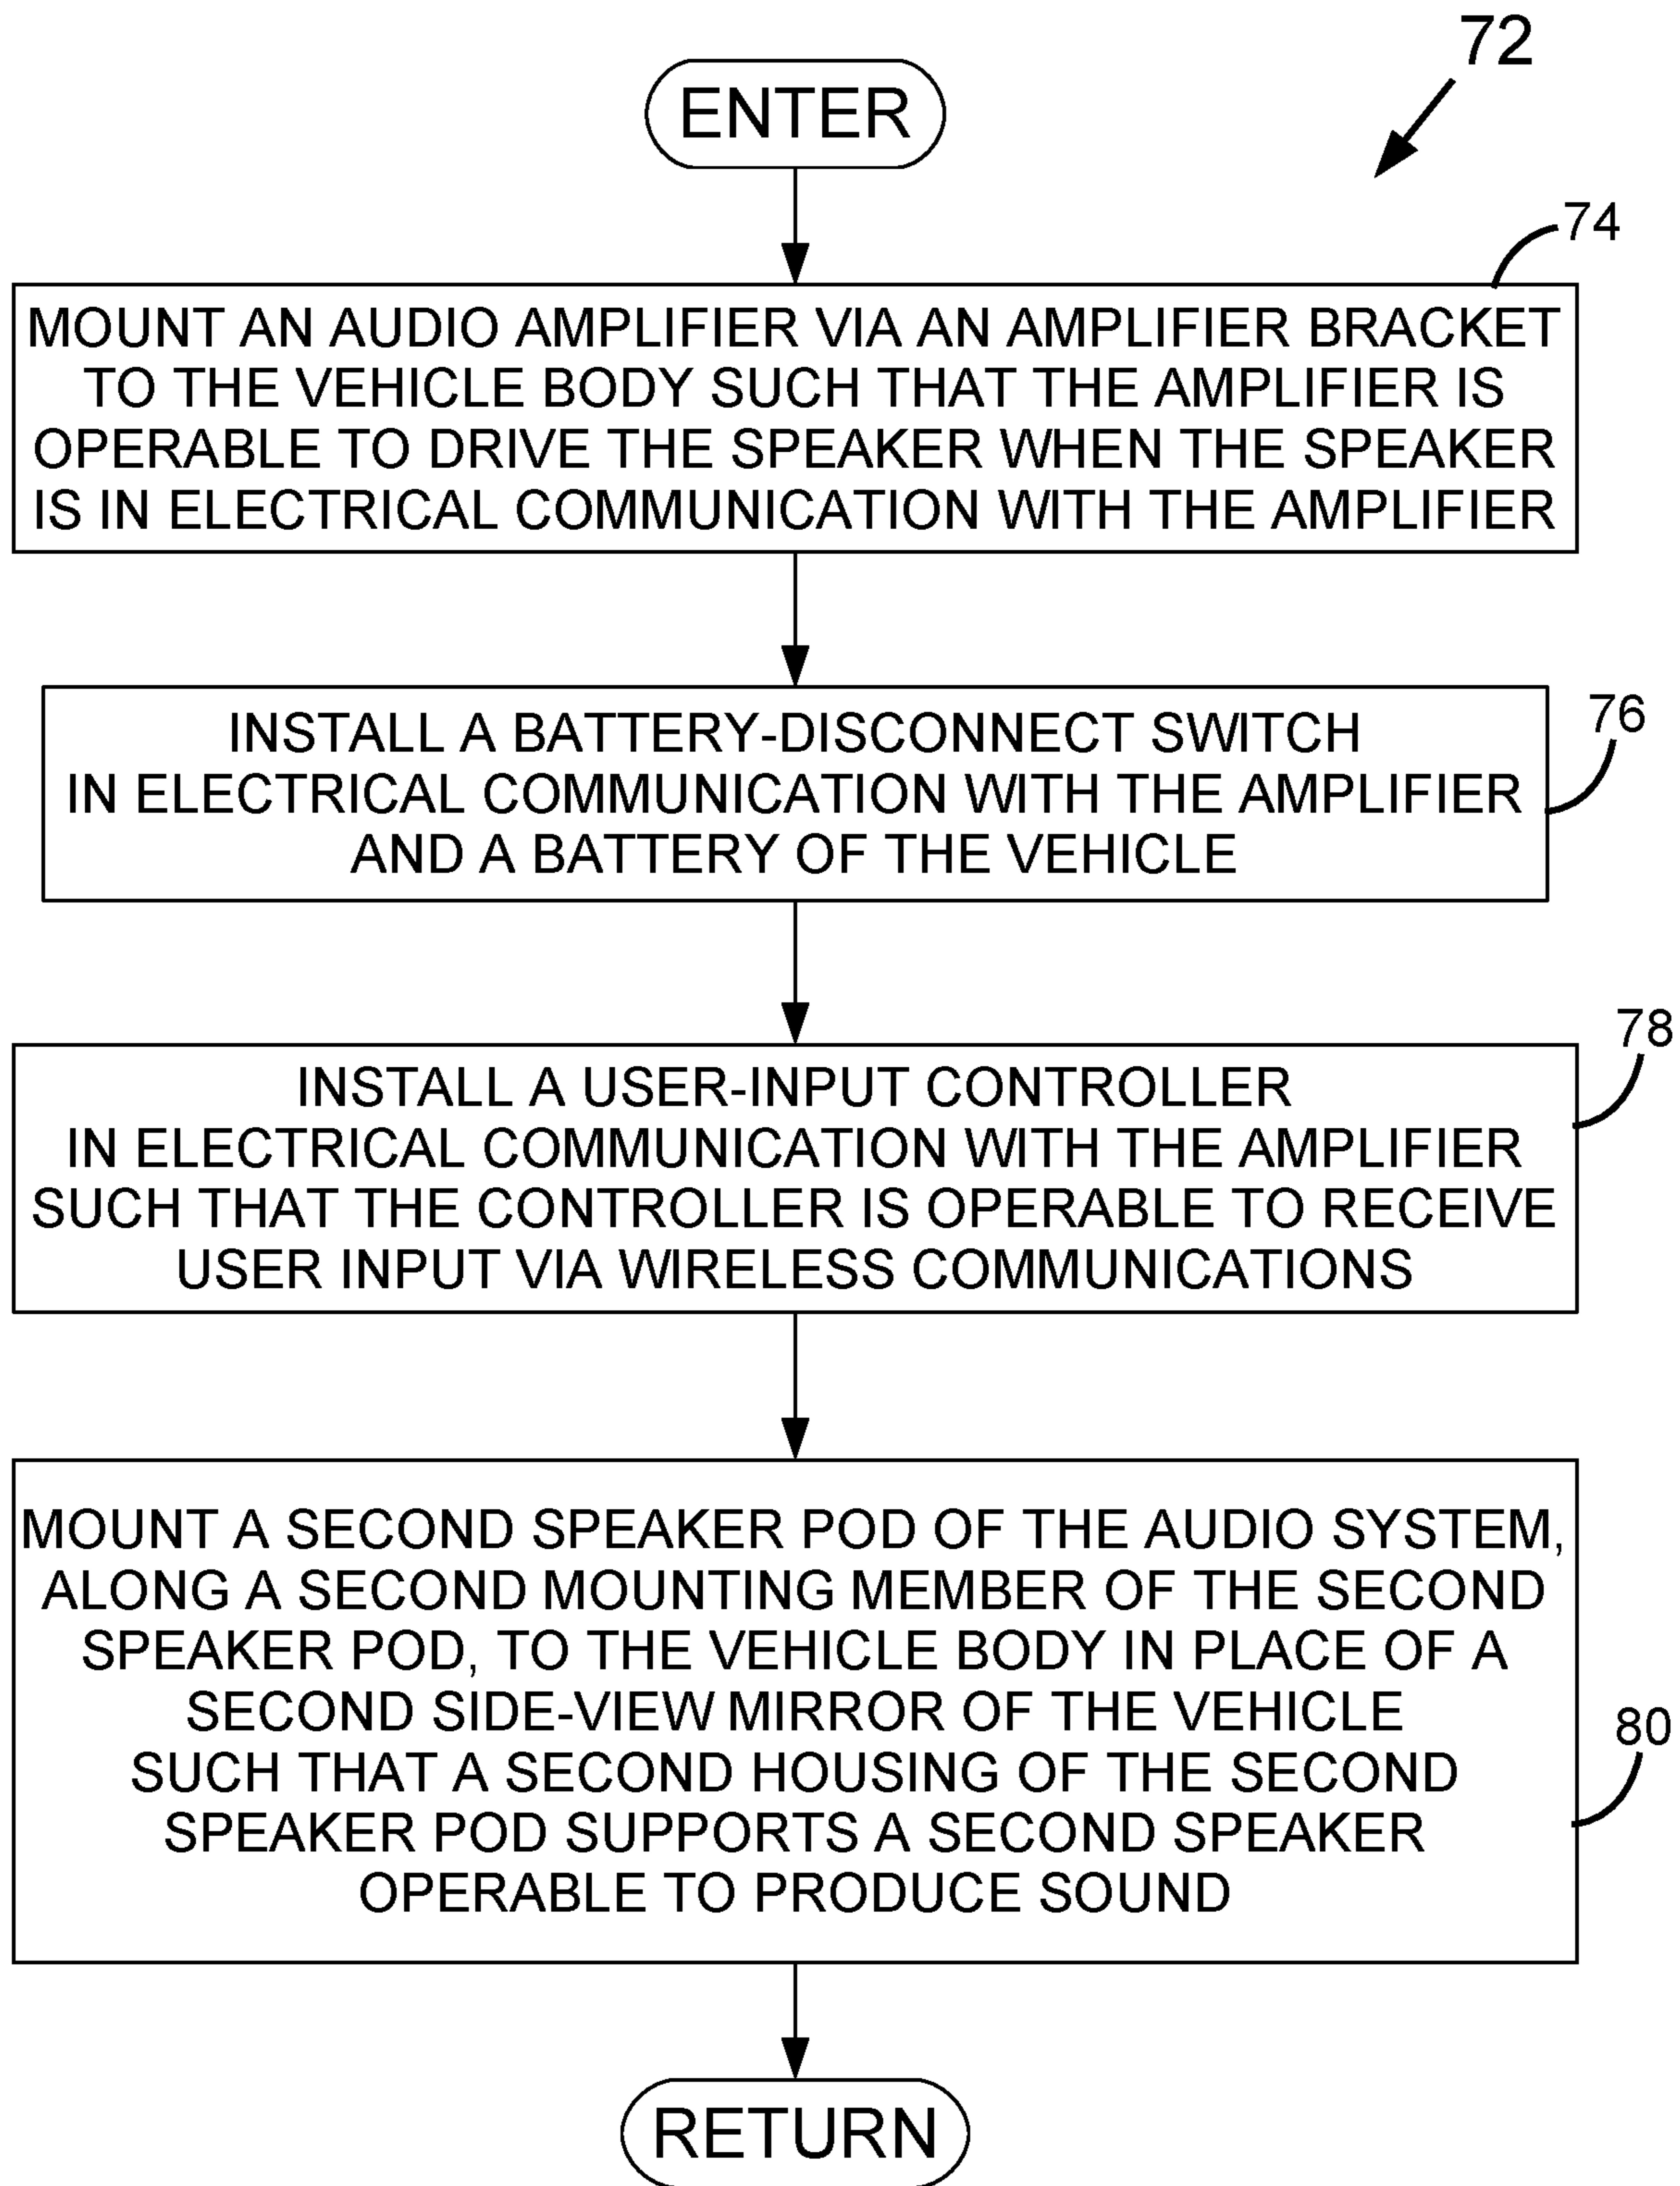 72
ENTER
74
MOUNT AN AUDIO AMPLIFIER VIA AN AMPLIFIER BRACKET
TO THE VEHICLE BODY SUCH THAT THE AMPLIFIER IS
OPERABLE TO DRIVE THE SPEAKER WHEN THE SPEAKER
IS IN ELECTRICAL COMMUNICATION WITH THE AMPLIFIER
76
INSTALL A BATTERY-DISCONNECT SWITCH
IN ELECTRICAL COMMUNICATION WITH THE AMPLIFIER
AND A BATTERY OF THE VEHICLE
78
INSTALL A USER-INPUT CONTROLLER
IN ELECTRICAL COMMUNICATION WITH THE AMPLIFIER
SUCH THAT THE CONTROLLER IS OPERABLE TO RECEIVE
USER INPUT VIA WIRELESS COMMUNICATIONS
MOUNT A SECOND SPEAKER POD OF THE AUDIO SYSTEM,
ALONG A SECOND MOUNTING MEMBER OF THE SECOND
SPEAKER POD, TO THE VEHICLE BODY IN PLACE OF A
SECOND SIDE-VIEW MIRROR OF THE VEHICLE
80
SUCH THAT A SECOND HOUSING OF THE SECOND
SPEAKER POD SUPPORTS A SECOND SPEAKER
OPERABLE TO PRODUCE SOUND
RETURN